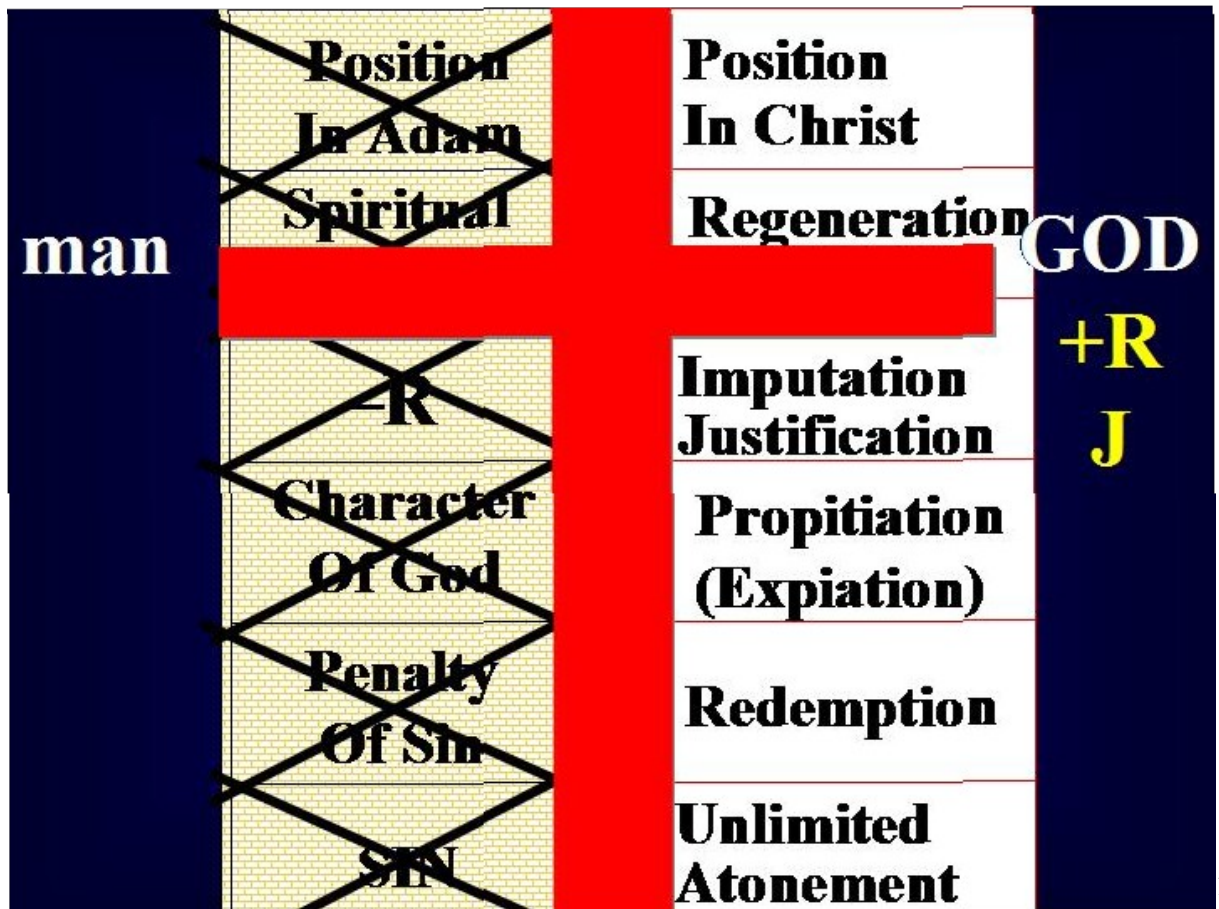 Position
In Adam
Position
In Christ
Spiritual
Regeneration
man
GOD
+R
J
–R
Imputation
Justification
Character
Of God
Propitiation
(Expiation)
Penalty
Of Sin
Redemption
SIN
Unlimited
Atonement